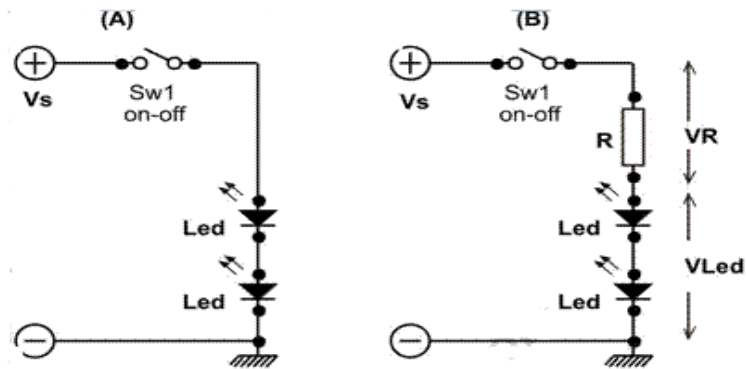 (A)
+
Vs
Sw1
on-off
Led
Led
−
(B)
+
Vs
Sw1
on-off
R
VR
Led
Led
VLed
−